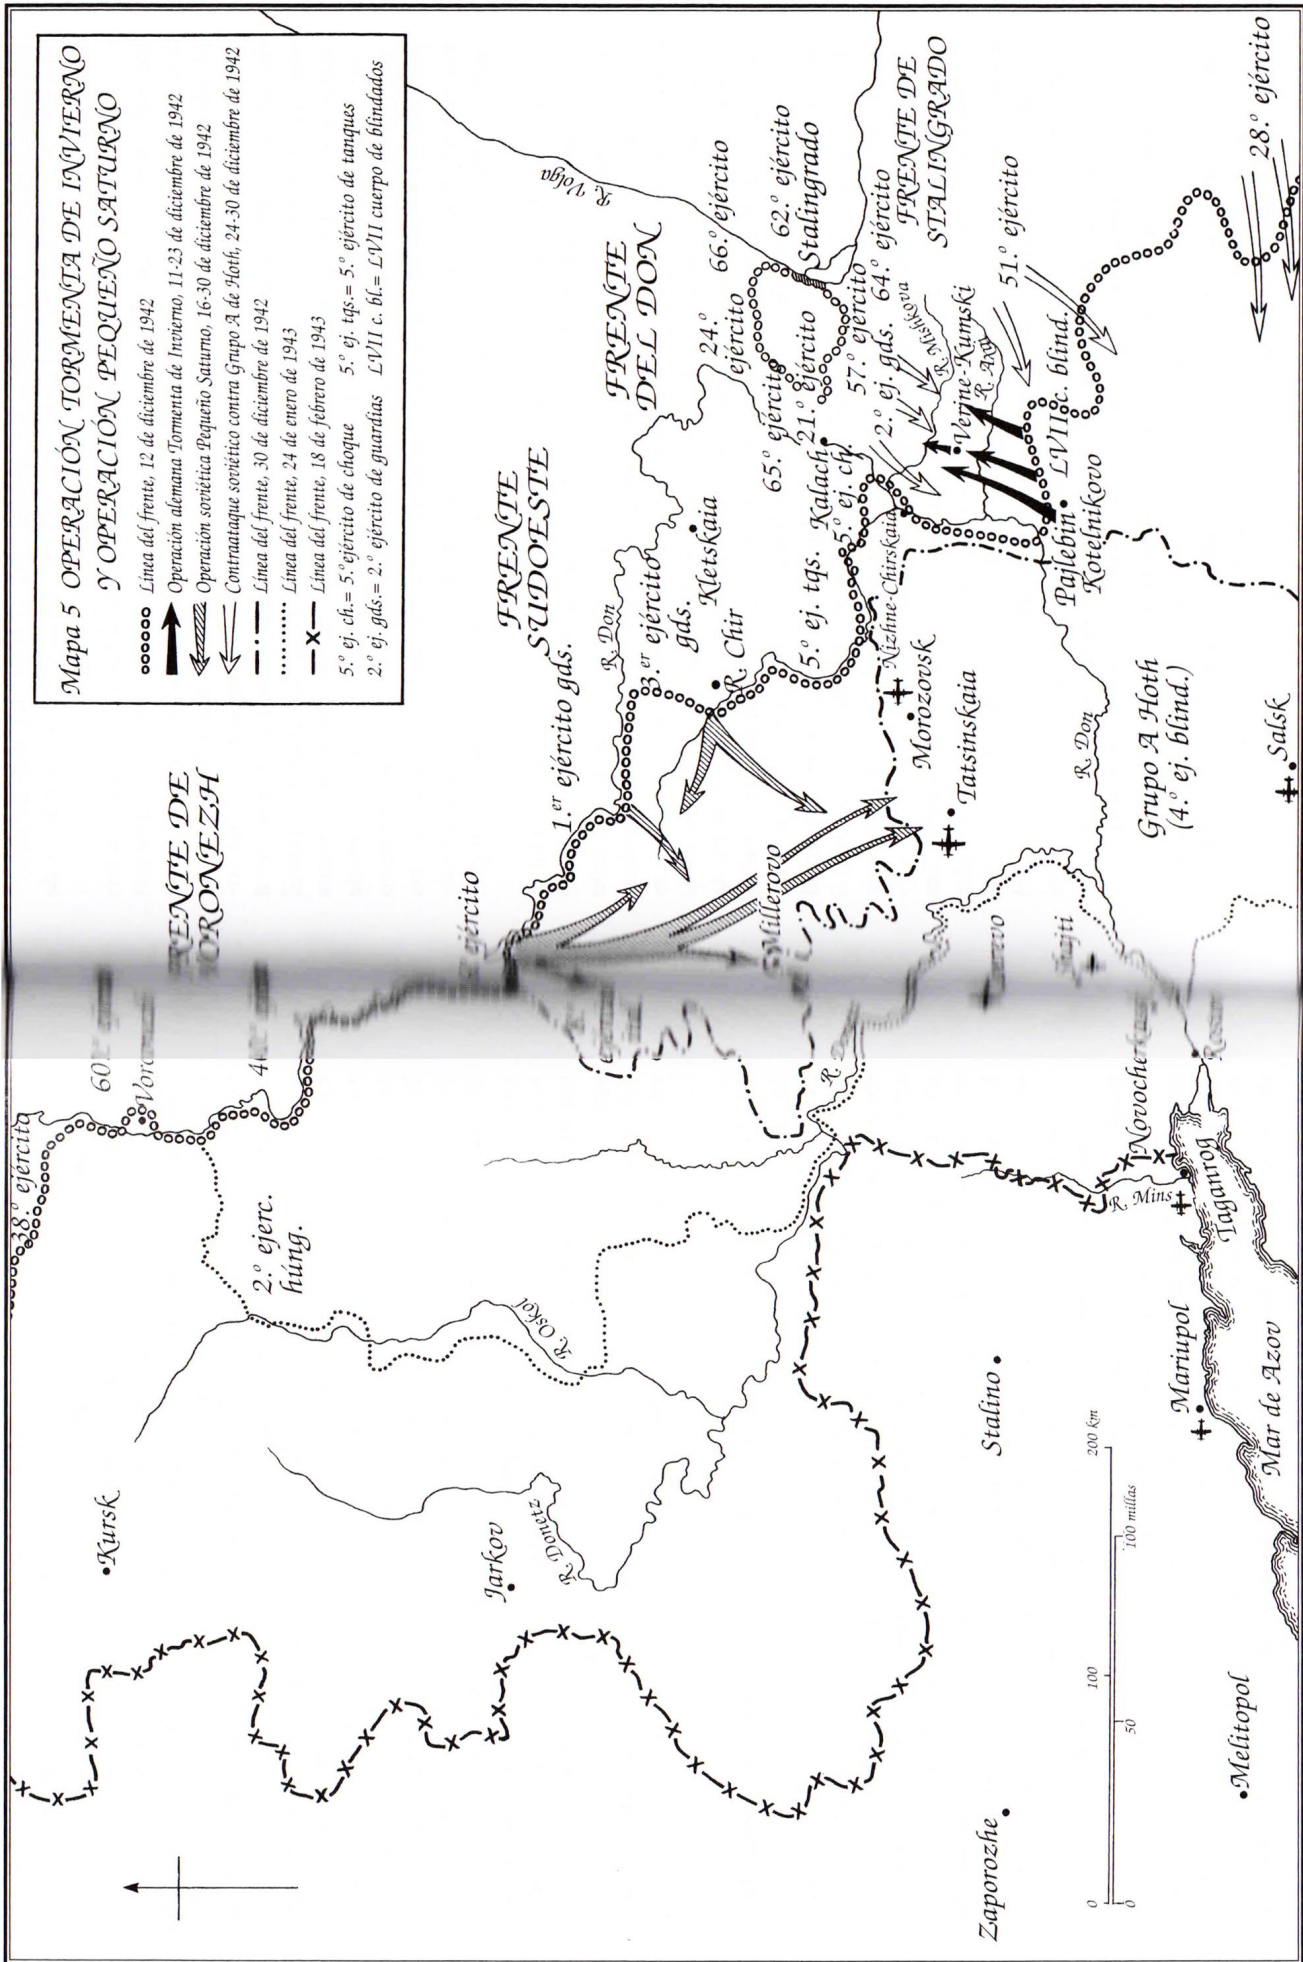 Mapa 5 OPERACIÓN TORMENTA DE INVIERNO
Y OPERACIÓN PEQUEÑO SATURNO
Línea del frente, 12 de diciembre de 1942
Operación alemana Tormenta de Invierno, 11-23 de diciembre de 1942
Operación soviética Pequeño Saturno, 16-30 de diciembre de 1942
Contraataque soviético contra Grupo A de Hoth, 24-30 de diciembre de 1942
Línea del frente, 30 de diciembre de 1942
Línea del frente, 24 de enero de 1943
Línea del frente, 18 de febrero de 1943
5.º ej. ch.= 5.º ejército de choque 5.º ej. tqs.= 5.º ejército de tanques
2.º ej. gds.= 2.º ejército de guardias LVII c. bl.= LVII cuerpo de blindados
38.º ejército
Kursk
2.º ejerc.
húng.
R. Oskol
Jarkov
R. Donetz
ejército
1.er ejército gds.
FRENTE
SUDOESTE
R. Don
3.er ejército
gds.
Kletskaia
R. Chir
FRENTE
DEL DON
R. Volga
66.º ejército
24.º
ejército
62.º ejército
Stalingrado
65.º ejército
21.º ejército
Kalach
57.º ejército
64.º ejército
FRENTE DE
STALINGRADO
5.º ej. tqs.
5.º ej. ch.
2.º ej. gds.
R. Mishkova
Verjne-Kumski
R. Axai
51.º ejército
28.º ejército
Millerovo
Nizhne-Chirskaia
Morozovsk
Tatsinskaia
Pajlebin
LVII c. blind.
Kotelnikovo
R. Don
Grupo A Hoth
(4.º ej. blind.)
Salsk
Novocherkask
R. Mins
Taganrog
Stalino
Mariupol
Mar de Azov
Zaporozhe
Melitopol
0 100 200 km
0 50 100 millas